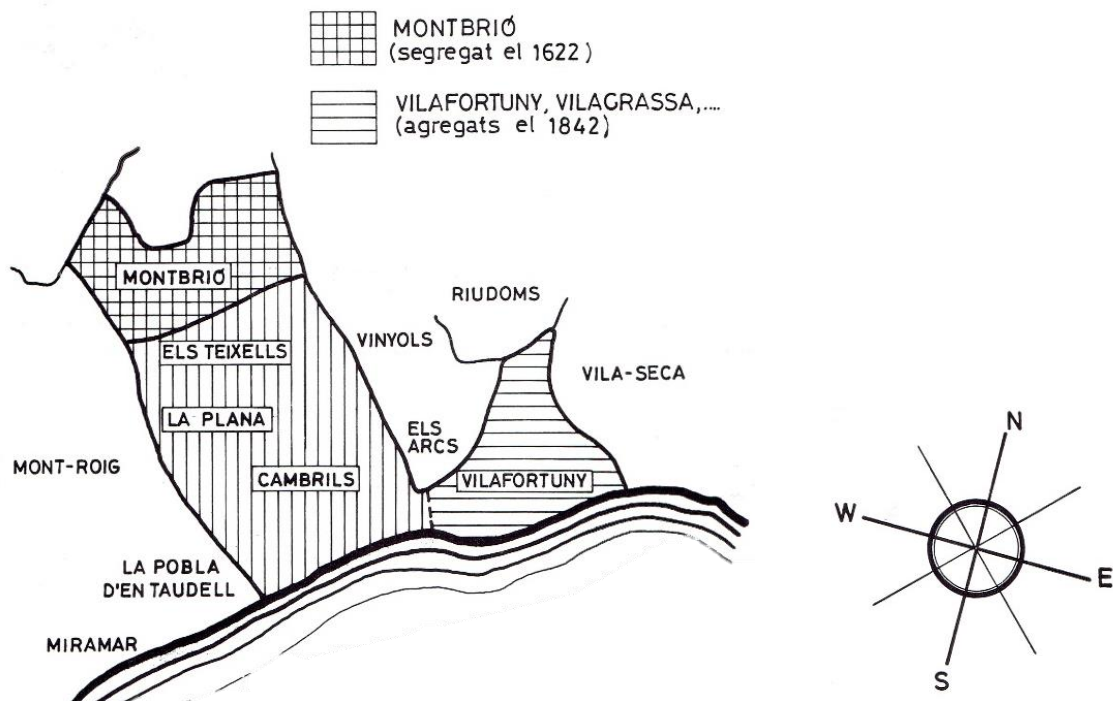 MONTBRIÓ
(segregat el 1622)
VILAFORTUNY, VILAGRASSA,....
(agregats el 1842)
MONTBRIÓ
RIUDOMS
VINYOLS
ELS TEIXELLS
VILA-SECA
LA PLANA
ELS
ARCS
MONT-ROIG
CAMBRILS
VILAFORTUNY
LA POBLA
D'EN TAUDELL
MIRAMAR
N
W
E
S